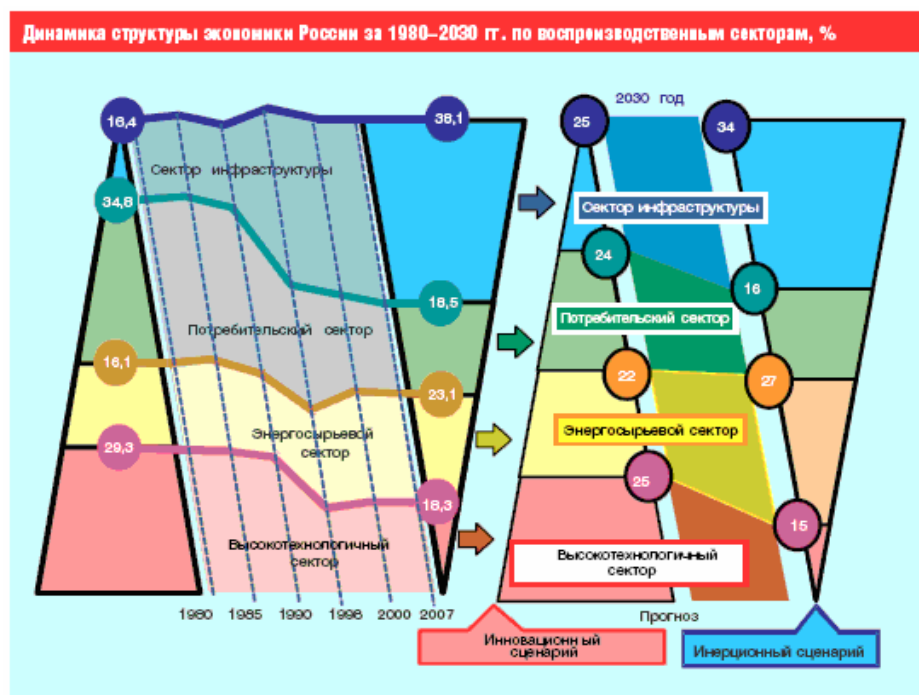 Динамика структуры экономики России за 1980–2030 гг. по воспроизводственным секторам, %
2030 год
16,4
38,1
25
34
Сектор инфраструктуры
34,8
Сектор инфраструктуры
24
16
18,5
Потребительский сектор
Потребительский сектор
16,1
23,1
22
27
Энергосырьевой
сектор
Энергосырьевой сектор
29,3
18,3
25
15
Высокотехнологичный
сектор
Высокотехнологичный
сектор
1980
1985
1990
1998
2000
2007
Прогноз
Инновационный
сценарий
Инерционный сценарий